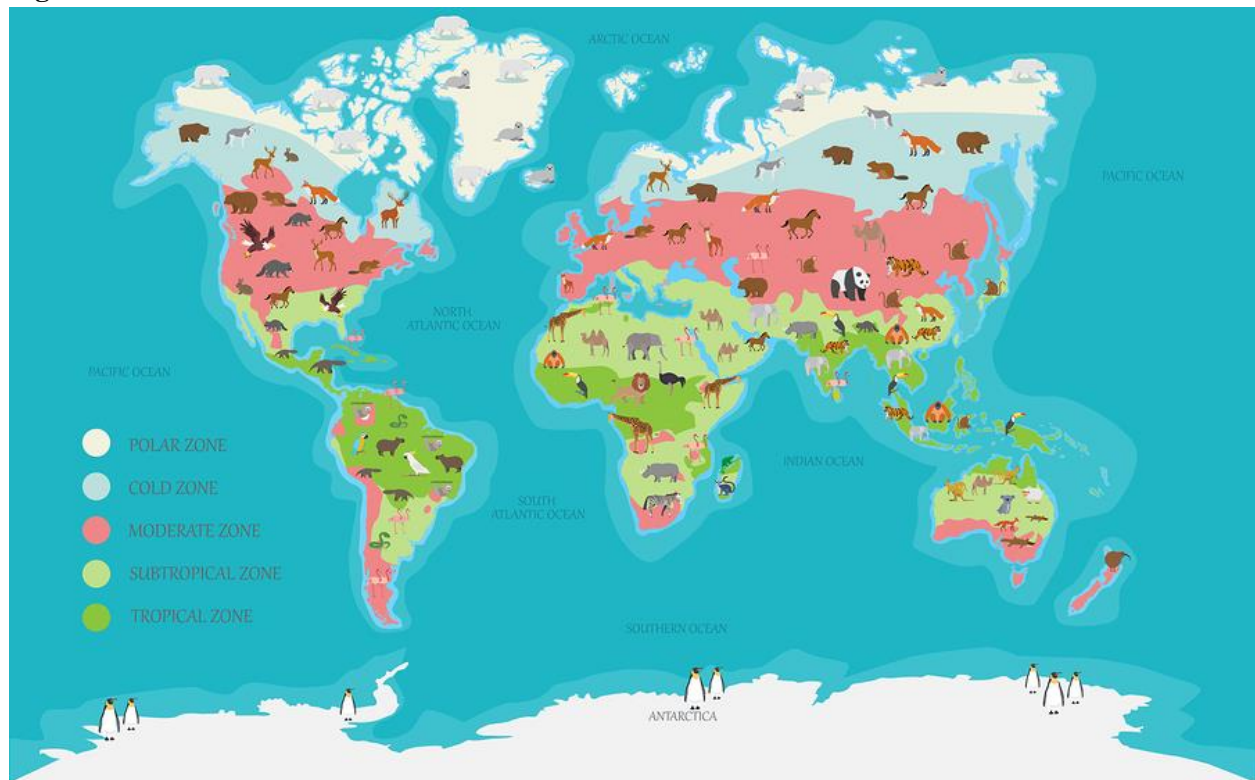 ARCTIC OCEAN
PACIFIC OCEAN
NORTH
ATLANTIC OCEAN
PACIFIC OCEAN
POLAR ZONE
COLD ZONE
MODERATE ZONE
SUBTROPICAL ZONE
TROPICAL ZONE
INDIAN OCEAN
SOUTH
ATLANTIC OCEAN
SOUTHERN OCEAN
ANTARCTICA